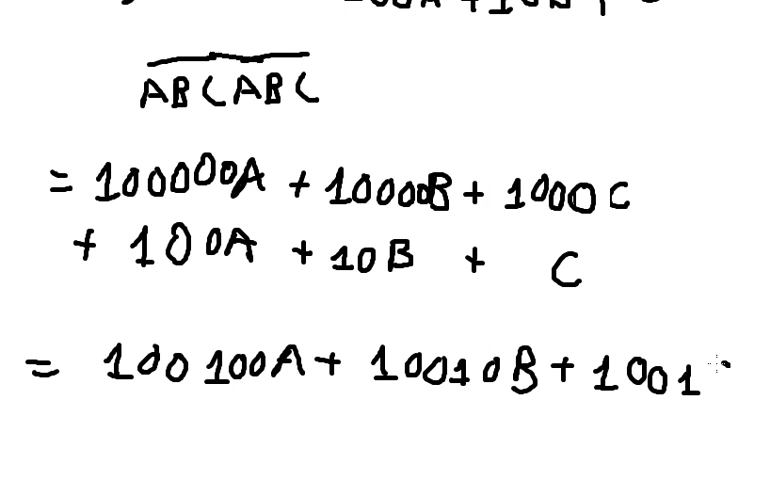 ABCABC
= 100000A + 10000B + 1000C
+ 100A + 10B + C
= 100100A + 10010B + 1001